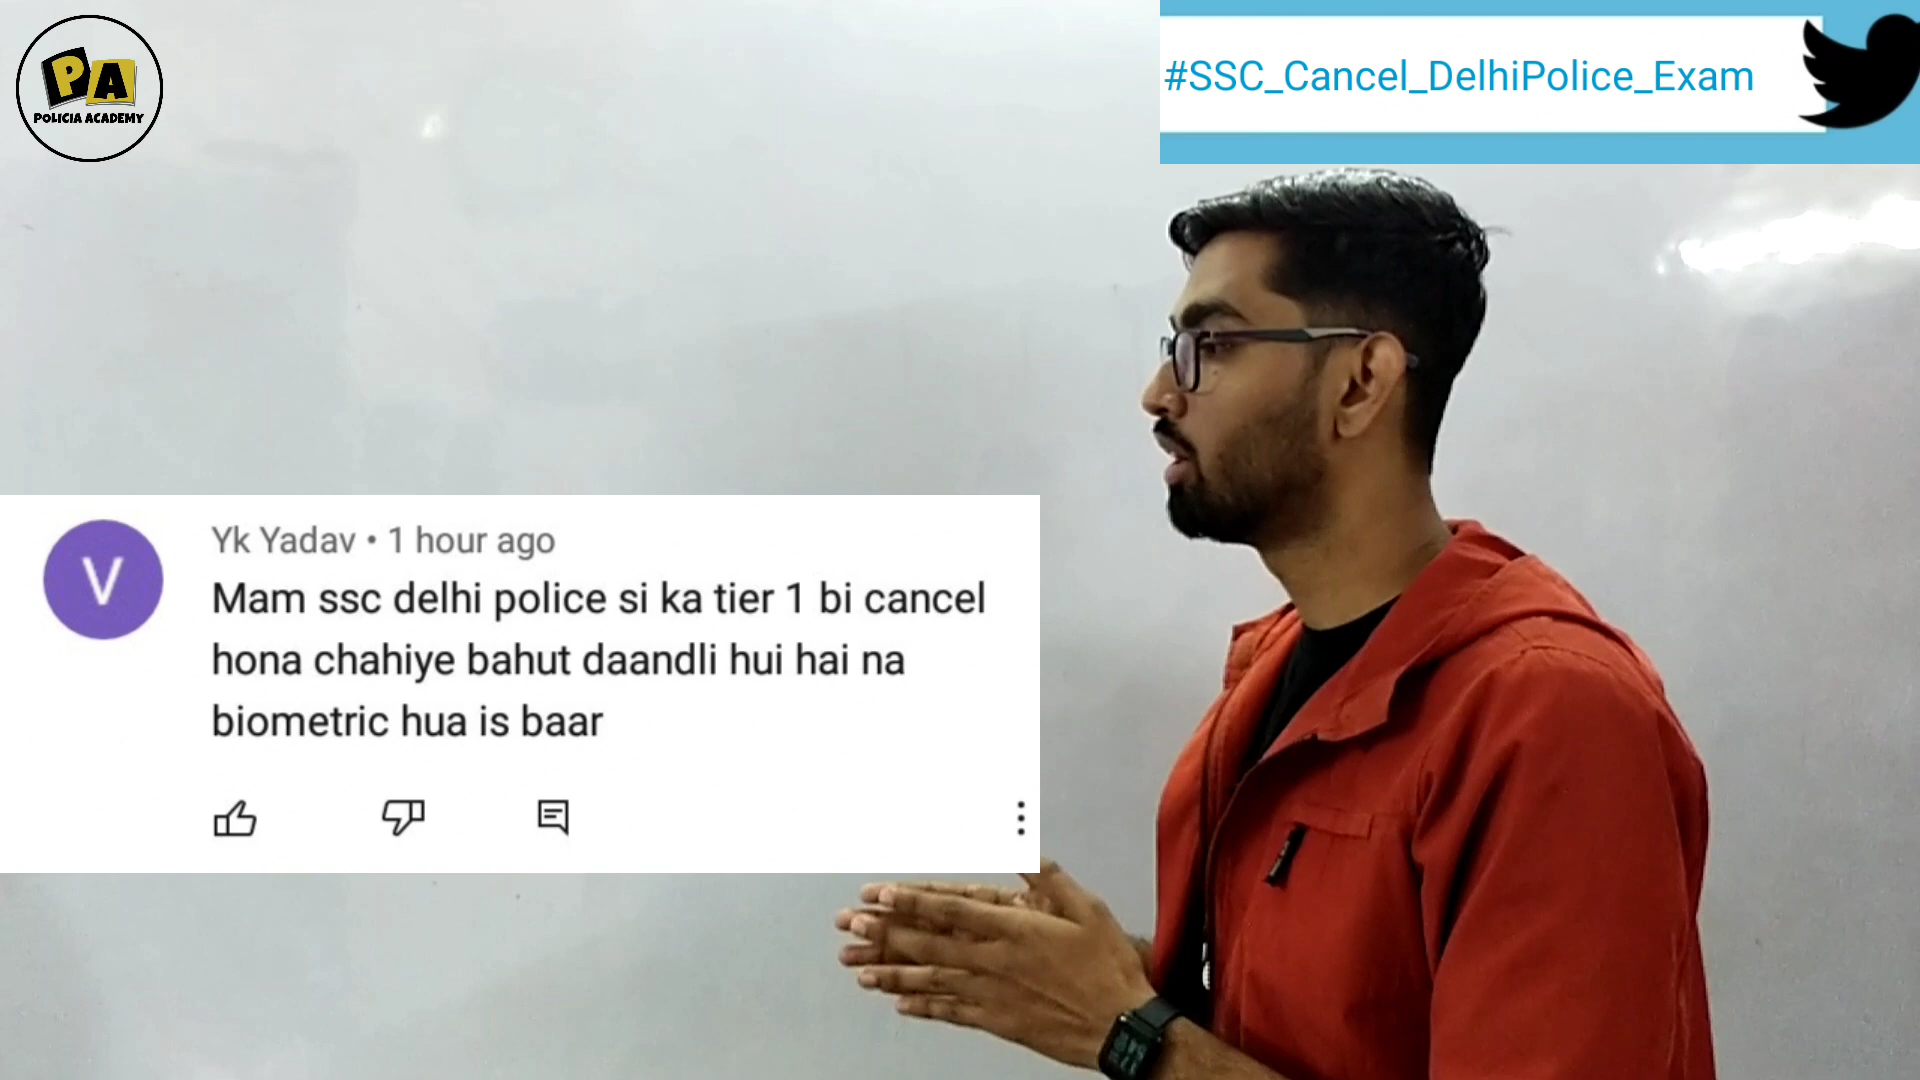 PA
POLICIA ACADEMY
#SSC_Cancel_DelhiPolice_Exam
V
Yk Yadav • 1 hour ago
Mam ssc delhi police si ka tier 1 bi cancel
hona chahiye bahut daandli hui hai na
biometric hua is baar